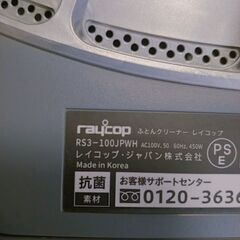 raycop ふとんクリーナー レイコップ
RS3-100JPWH AC100V, 50 60Hz, 450W
レイコップ・ジャパン株式会社
Made in Korea
PS
E
抗菌
素材
お客様サポートセンター
0120-3636